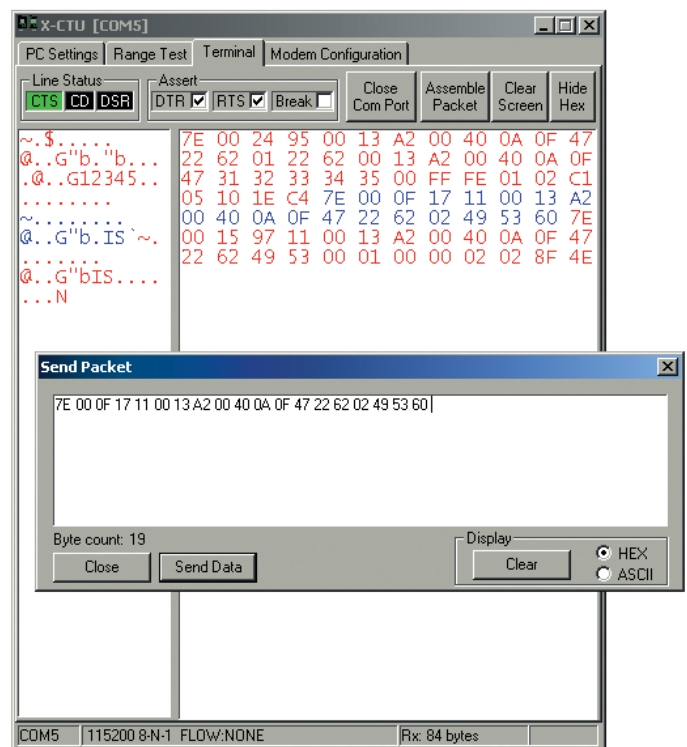 X-CTU [COM5]
PC Settings Range Test Terminal Modem Configuration
Line Status
CTS CD DSR
Assert
DTR RTS Break
Close Com Port
Assemble Packet
Clear Screen
Hide Hex
~.$.....
@..G"b."b...
.@..G12345..
........
~........
@..G"b.IS`~.
.......
@..G"bIS....
...N
7E 00 24 95 00 13 A2 00 40 0A 0F 47
22 62 01 22 62 00 13 A2 00 40 0A 0F
47 31 32 33 34 35 00 FF FE 01 02 C1
05 10 1E C4 7E 00 0F 17 11 00 13 A2
00 40 0A 0F 47 22 62 02 49 53 60 7E
00 15 97 11 00 13 A2 00 40 0A 0F 47
22 62 49 53 00 01 00 00 02 02 8F 4E
Send Packet
7E 00 0F 17 11 00 13 A2 00 40 0A 0F 47 22 62 02 49 53 60
Byte count: 19
Close
Send Data
Display
Clear
HEX
ASCII
COM5 115200 8-N-1 FLOW:NONE Rx: 84 bytes